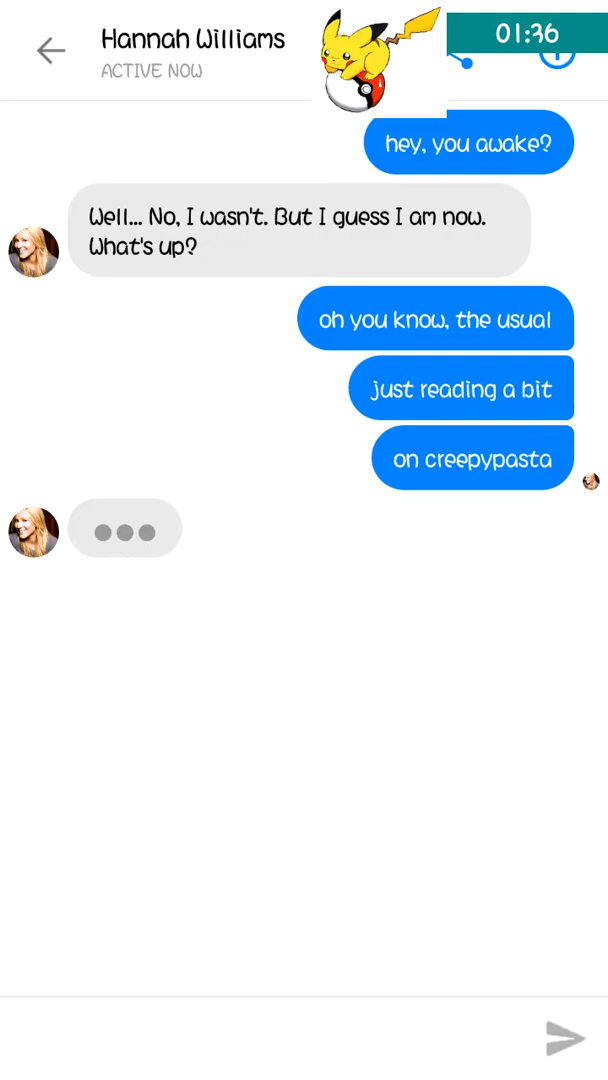 Hannah Williams
01:36
ACTIVE NOW
hey, you awake?
Well... No, I wasn't. But I guess I am now.
What's up?
oh you know, the usual
just reading a bit
on creepypasta